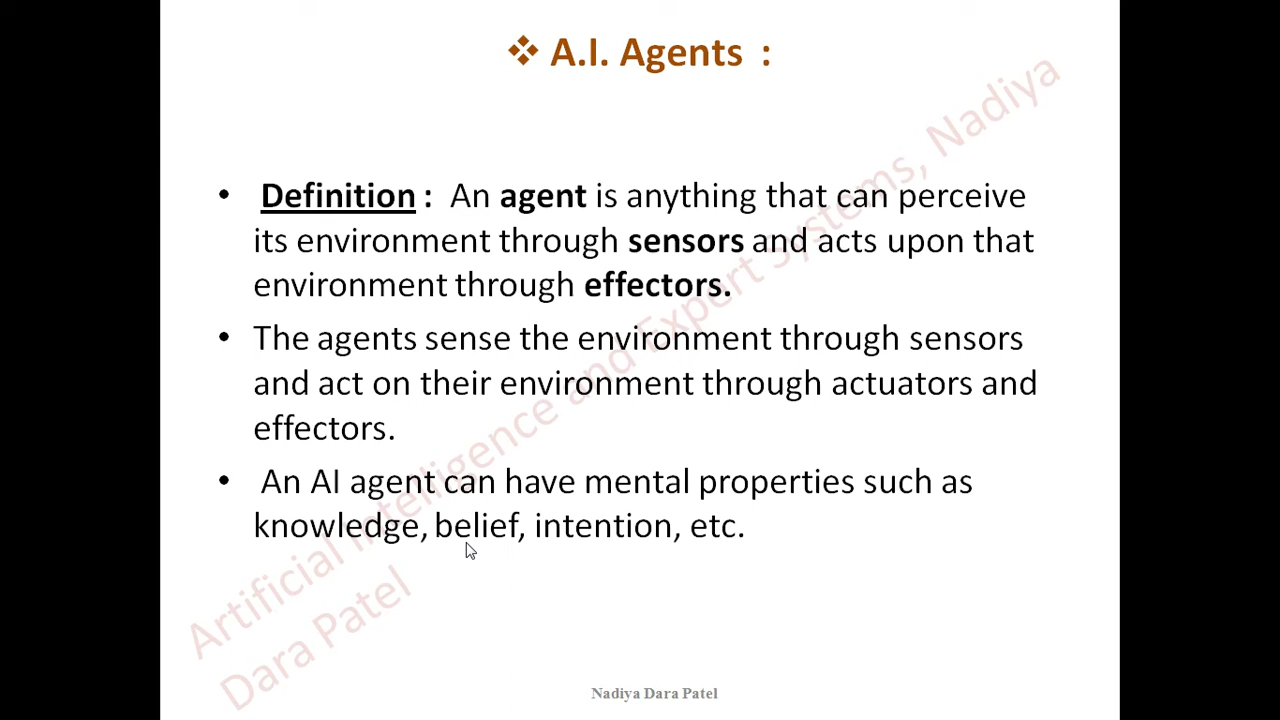 ❖ A.I. Agents :
• Definition : An agent is anything that can perceive
its environment through sensors and acts upon that
environment through effectors.
• The agents sense the environment through sensors
and act on their environment through actuators and
effectors.
• An AI agent can have mental properties such as
knowledge, belief, intention, etc.
Artificial Intelligence and Expert Systems, Nadiya
Dara Patel
Nadiya Dara Patel